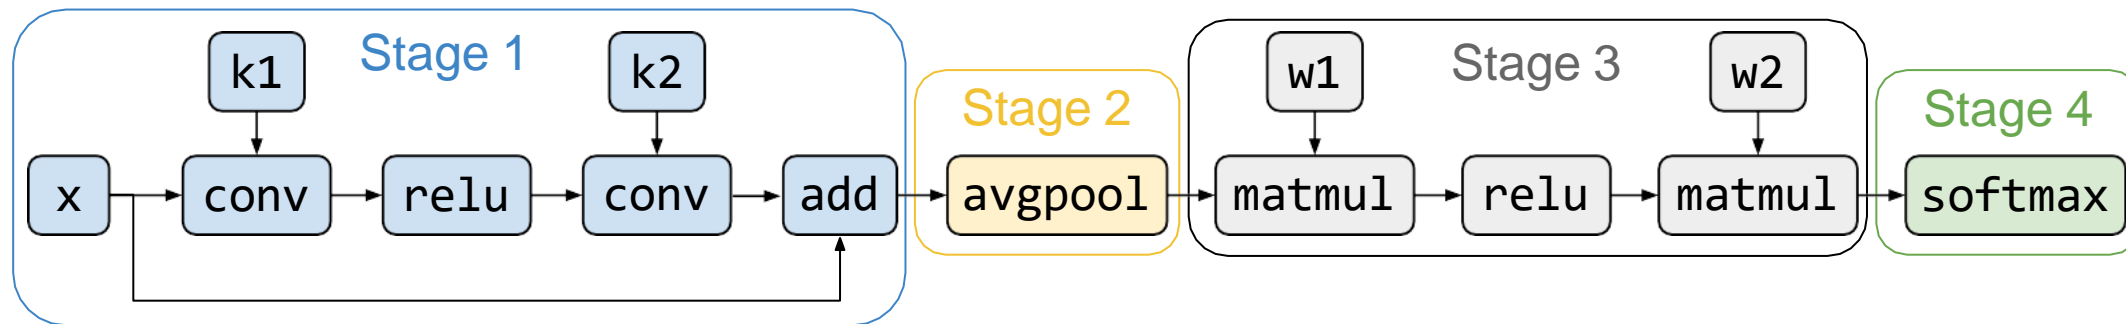 Stage 1
k1
k2
x
conv
relu
conv
add
Stage 2
avgpool
Stage 3
w1
w2
matmul
relu
matmul
Stage 4
softmax